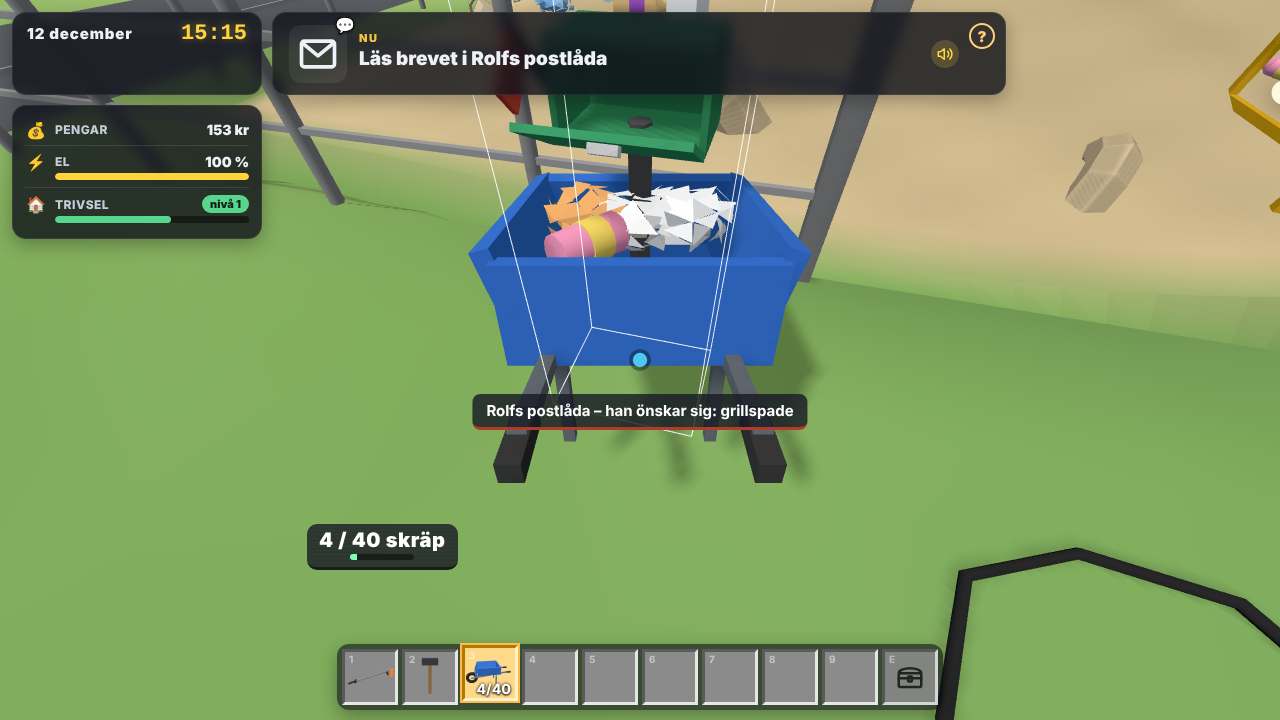 12 december
15:15
NU
Läs brevet i Rolfs postlåda
?
PENGAR
153 kr
EL
100 %
TRIVSEL
nivå 1
Rolfs postlåda – han önskar sig: grillspade
4 / 40 skräp
1
2
4/40
4
5
6
7
8
9
E